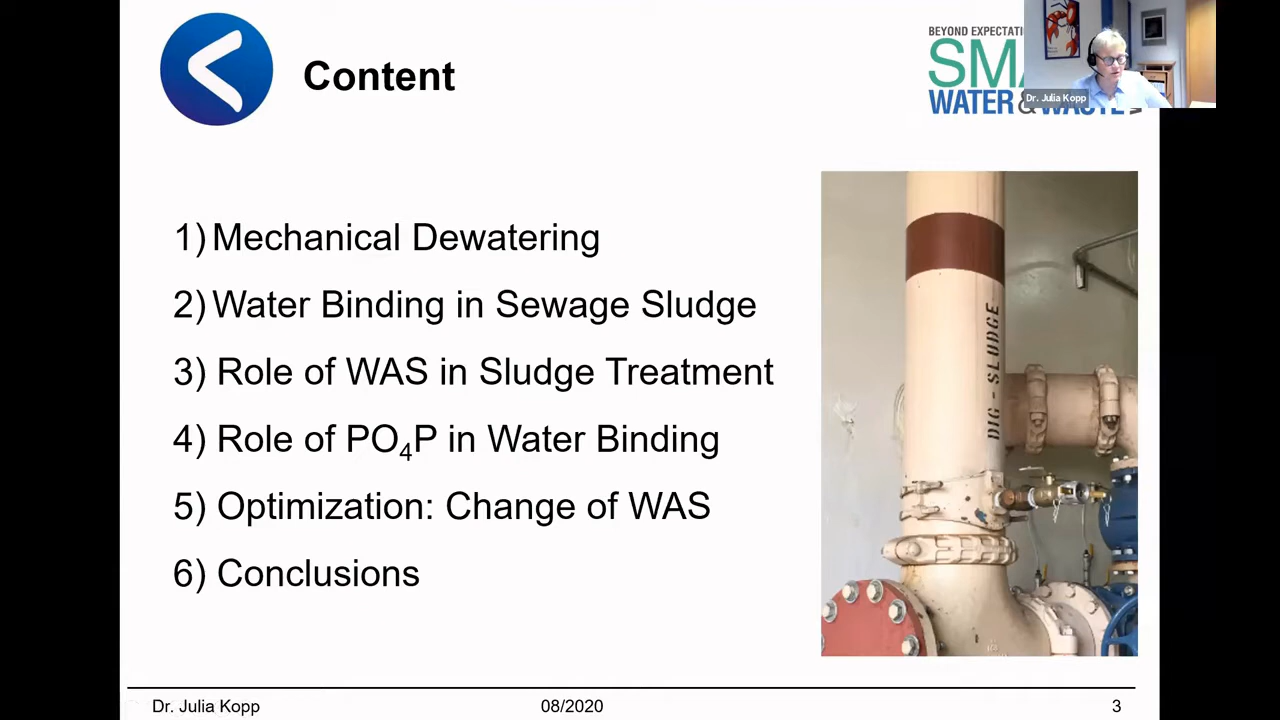 Content
BEYOND EXPECTATI
SMA
WATER &
Dr. Julia Kopp
1) Mechanical Dewatering
2) Water Binding in Sewage Sludge
3) Role of WAS in Sludge Treatment
4) Role of PO₄P in Water Binding
5) Optimization: Change of WAS
6) Conclusions
DIG - SLUDGE
Dr. Julia Kopp
08/2020
3